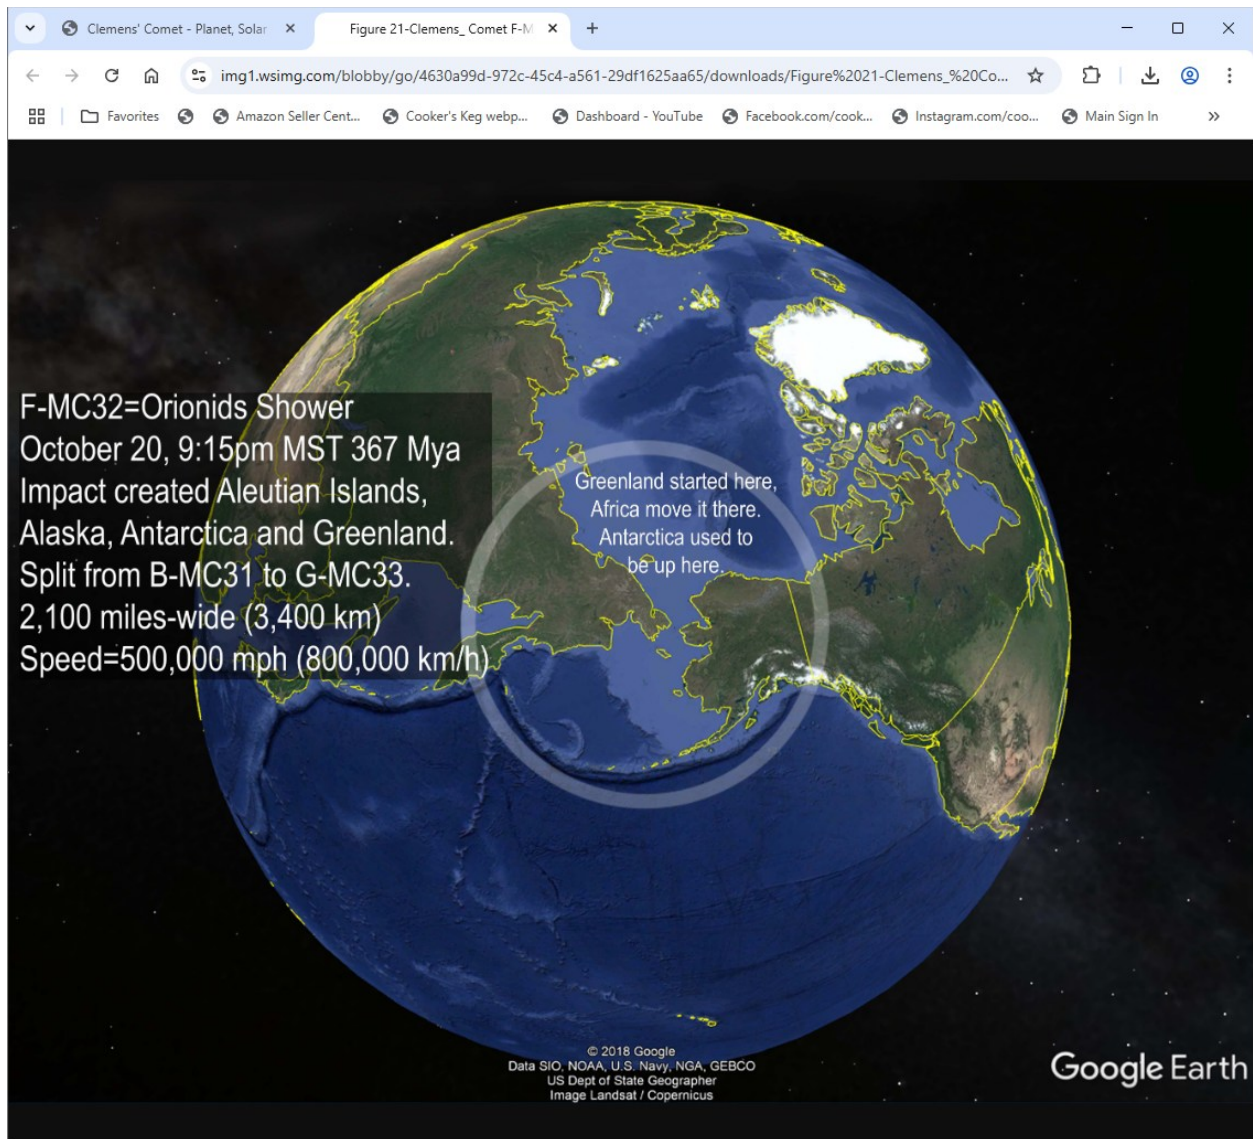 Clemens' Comet - Planet, Solar
Figure 21-Clemens_ Comet F-M
img1.wsimg.com/blobby/go/4630a99d-972c-45c4-a561-29df1625aa65/downloads/Figure%2021-Clemens_%20Co...
Favorites
Amazon Seller Cent...
Cooker's Keg webp...
Dashboard - YouTube
Facebook.com/cook...
Instagram.com/coo...
Main Sign In
F-MC32=Orionids Shower
October 20, 9:15pm MST 367 Mya
Impact created Aleutian Islands,
Alaska, Antarctica and Greenland.
Split from B-MC31 to G-MC33.
2,100 miles-wide (3,400 km)
Speed=500,000 mph (800,000 km/h)
Greenland started here,
Africa move it there.
Antarctica used to
be up here.
© 2018 Google
Data SIO, NOAA, U.S. Navy, NGA, GEBCO
US Dept of State Geographer
Image Landsat / Copernicus
Google Earth